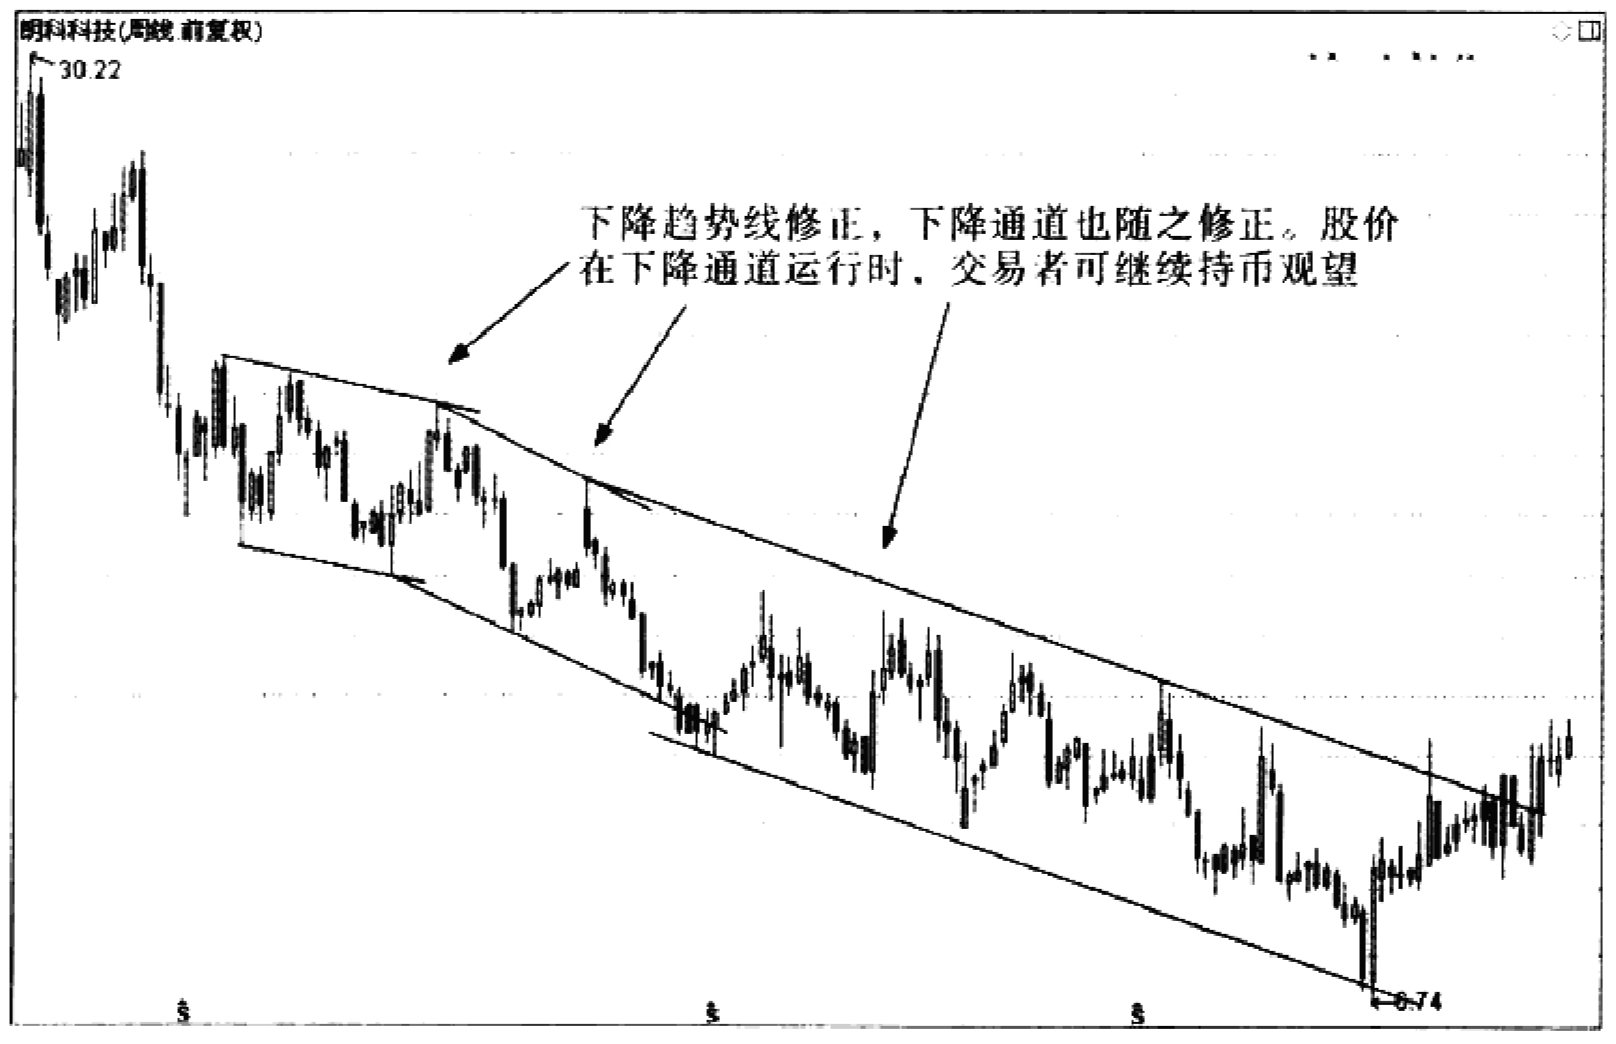 朗科科技(周线 前复权)
30.22
下降趋势线修正，下降通道也随之修正。股价
在下降通道运行时，交易者可继续持币观望
6.74
S S S